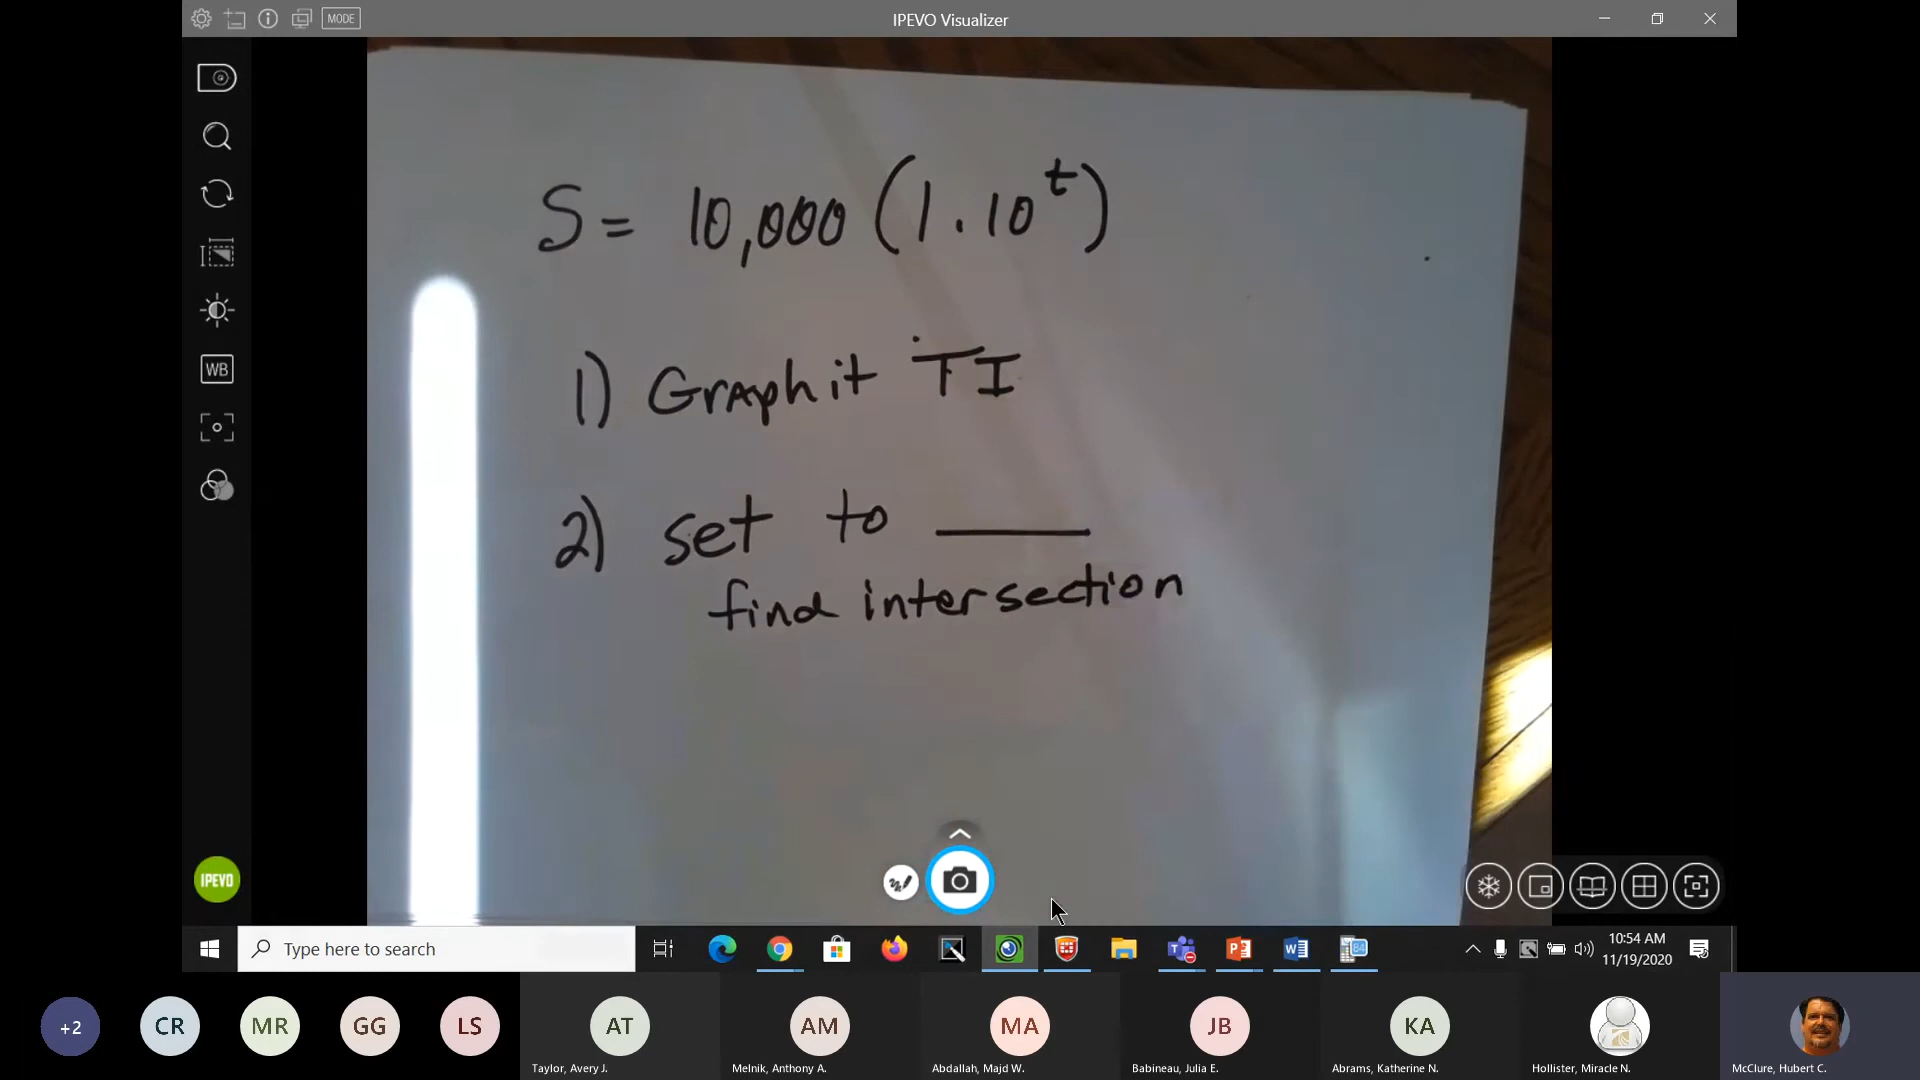 MODE
IPEVO Visualizer
WB
S = 10,000 (1.10^t)
1) Graph it TI
2) set to ____
find intersection
IPEVO
Type here to search
84
10:54 AM
11/19/2020
+2
CR
MR
GG
LS
AT
AM
MA
JB
KA
Taylor, Avery J.
Melnik, Anthony A.
Abdallah, Majd W.
Babineau, Julia E.
Abrams, Katherine N.
Hollister, Miracle N.
McClure, Hubert C.